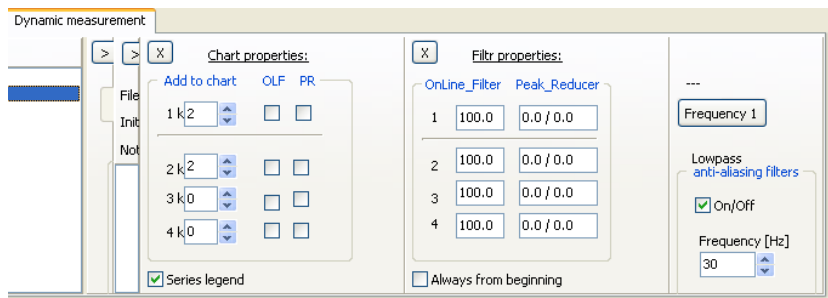 Dynamic measurement
> > X Chart properties:
Add to chart OLF PR
1 k 2
2 k 2
3 k 0
4 k 0
Series legend
File
Init
Not
X Filtr properties:
OnLine_Filter Peak_Reducer
1 100.0 0.0 / 0.0
2 100.0 0.0 / 0.0
3 100.0 0.0 / 0.0
4 100.0 0.0 / 0.0
Always from beginning
---
Frequency 1
Lowpass
anti-aliasing filters
On/Off
Frequency [Hz]
30